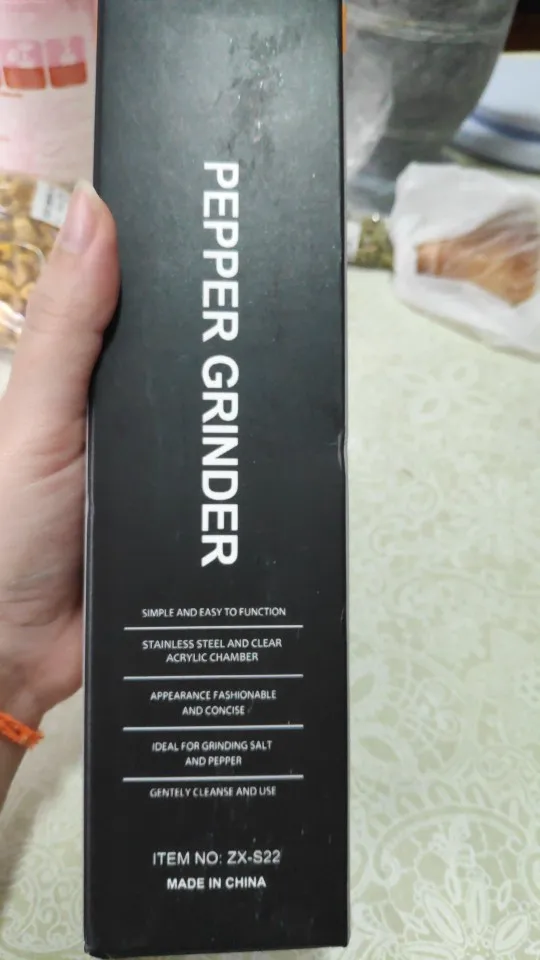 PEPPER GRINDER
SIMPLE AND EASY TO FUNCTION
STAINLESS STEEL AND CLEAR
ACRYLIC CHAMBER
APPEARANCE FASHIONABLE
AND CONCISE
IDEAL FOR GRINDING SALT
AND PEPPER
GENTELY CLEANSE AND USE
ITEM NO: ZX-S22
MADE IN CHINA